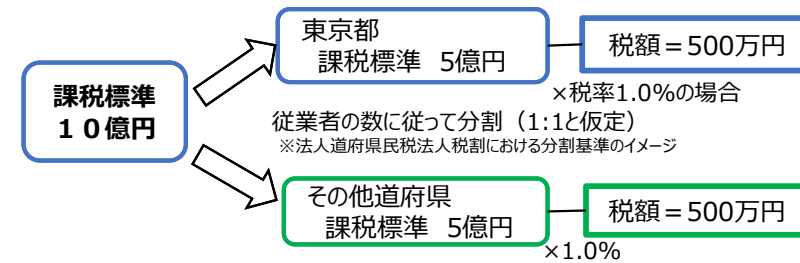 東京都
課税標準 5億円
税額＝500万円
×税率1.0%の場合
課税標準
１０億円
従業者の数に従って分割（1:1と仮定）
※法人道府県民税法人税割における分割基準のイメージ
その他道府県
課税標準 5億円
税額＝500万円
×1.0%